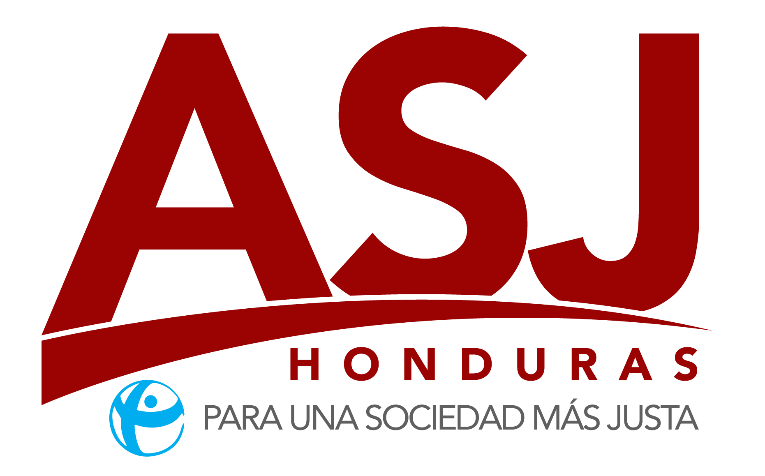 ASJ
HONDURAS
PARA UNA SOCIEDAD MÁS JUSTA